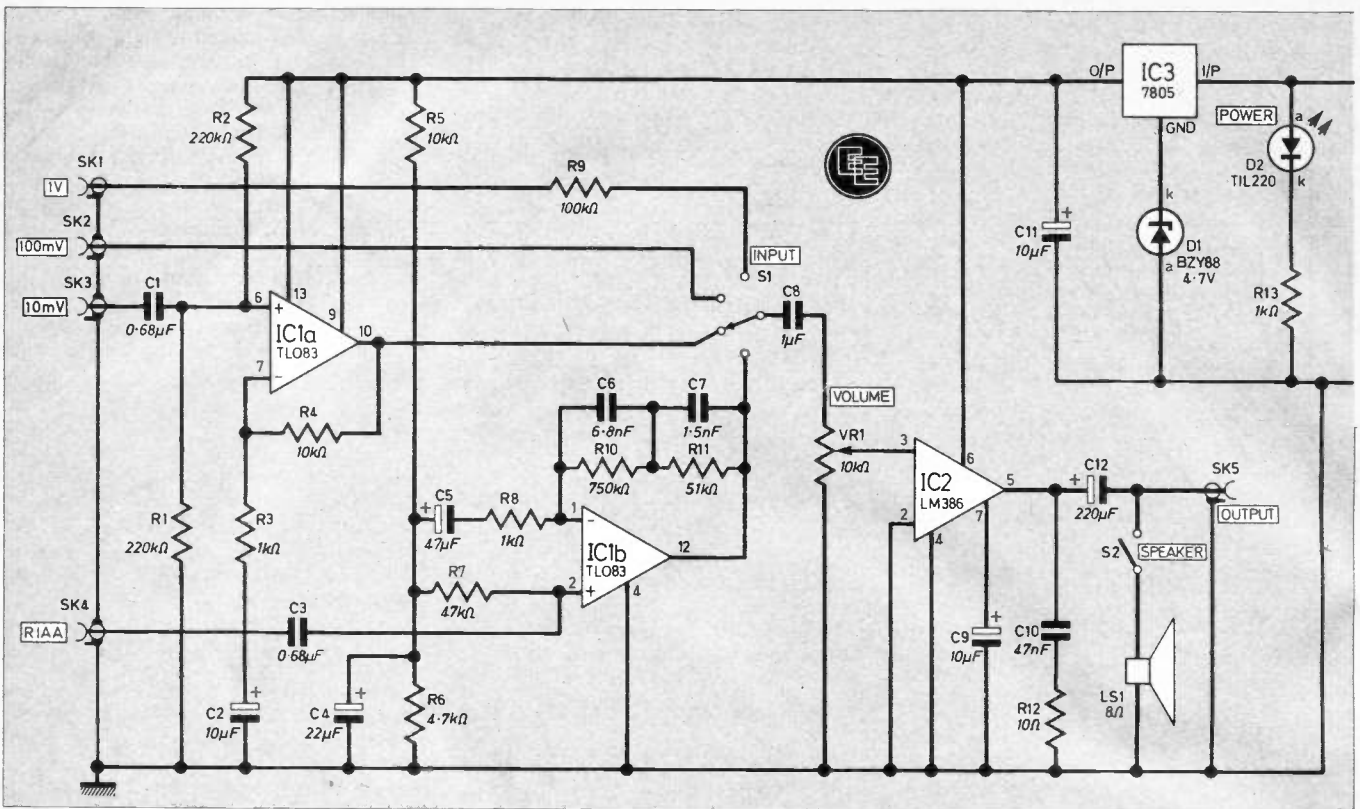 R2
220kΩ
R5
10kΩ
O/P
IC3
7805
I/P
GND
POWER
a
D2
TIL220
k
SK1
1V
R9
100kΩ
EE
SK2
100mV
INPUT
S1
SK3
10mV
C1
0.68µF
6
+
13
9
IC1a
TL083
10
7
-
C8
1µF
C11
+
10µF
k
D1
BZY88
4·7V
a
R13
1kΩ
R4
10kΩ
VOLUME
VR1
10kΩ
C6
6.8nF
C7
1.5nF
R10
750kΩ
R11
51kΩ
R1
220kΩ
R3
1kΩ
+
C5
47µF
R8
1kΩ
1
-
IC1b
TL083
12
2
+
4
R7
47kΩ
3
6
IC2
LM386
5
7
2
4
+
C12
220µF
SK5
OUTPUT
S2
SPEAKER
SK4
RIAA
C3
0.68µF
C9
+
10µF
C10
47nF
R12
10Ω
LS1
8Ω
C2
+
10µF
C4
+
22µF
R6
4·7kΩ